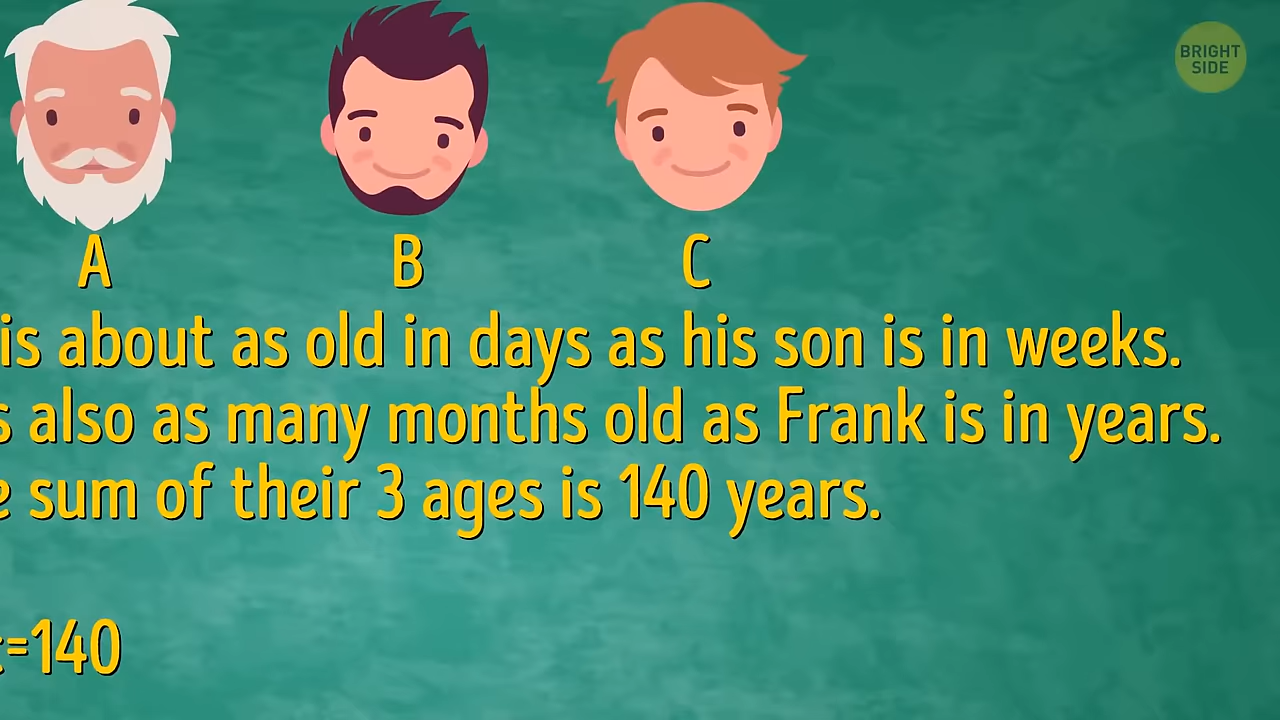 BRIGHT
SIDE
A B C
is about as old in days as his son is in weeks.
also as many months old as Frank is in years.
sum of their 3 ages is 140 years.
=140